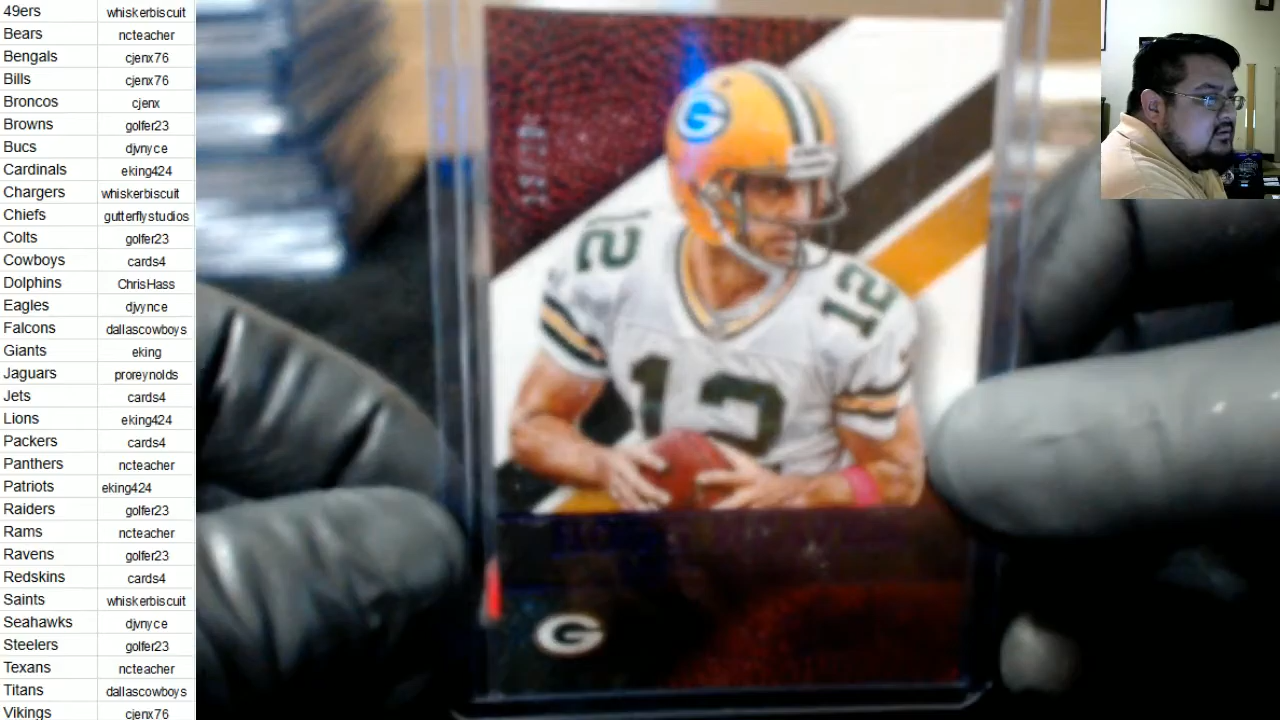 49ers whiskerbiscuit
Bears ncteacher
Bengals cjenx76
Bills cjenx76
Broncos cjenx
Browns golfer23
Bucs djvnyce
Cardinals eking424
Chargers whiskerbiscuit
Chiefs gutterflystudios
Colts golfer23
Cowboys cards4
Dolphins ChrisHass
Eagles djyynce
Falcons dallascowboys
Giants eking
Jaguars proreynolds
Jets cards4
Lions eking424
Packers cards4
Panthers ncteacher
Patriots eking424
Raiders golfer23
Rams ncteacher
Ravens golfer23
Redskins cards4
Saints whiskerbiscuit
Seahawks djvnyce
Steelers golfer23
Texans ncteacher
Titans dallascowboys
Vikings cjenx76
G
12
12
12
G